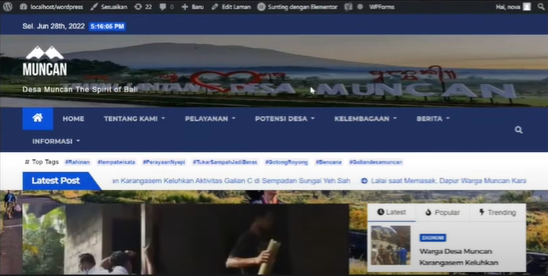 localhost/wordpress Sesuaikan 22 0 + Baru Edit Laman Sunting dengan Elementor WPForms Hai, nova
Sel. Jun 28th, 2022 5:16:05 PM
MUNCAN
Desa Muncan The Spirit of Bali
DESA MUNCAN
HOME TENTANG KAMI PELAYANAN POTENSI DESA KELEMBAGAAN BERITA
INFORMASI
# Top Tags #Rahinan #tempatwisata #PerayaanNyepi #TukarSampahJadiBeras #GotongRoyong #Bencana #Galiandesamuncan
Latest Post an Karangasem Keluhkan Aktivitas Galian C di Sempadan Sungai Yeh Sah Lalai saat Memasak, Dapur Warga Muncan Kara
Latest Popular Trending
EKONOMI
Warga Desa Muncan
Karangasem Keluhkan